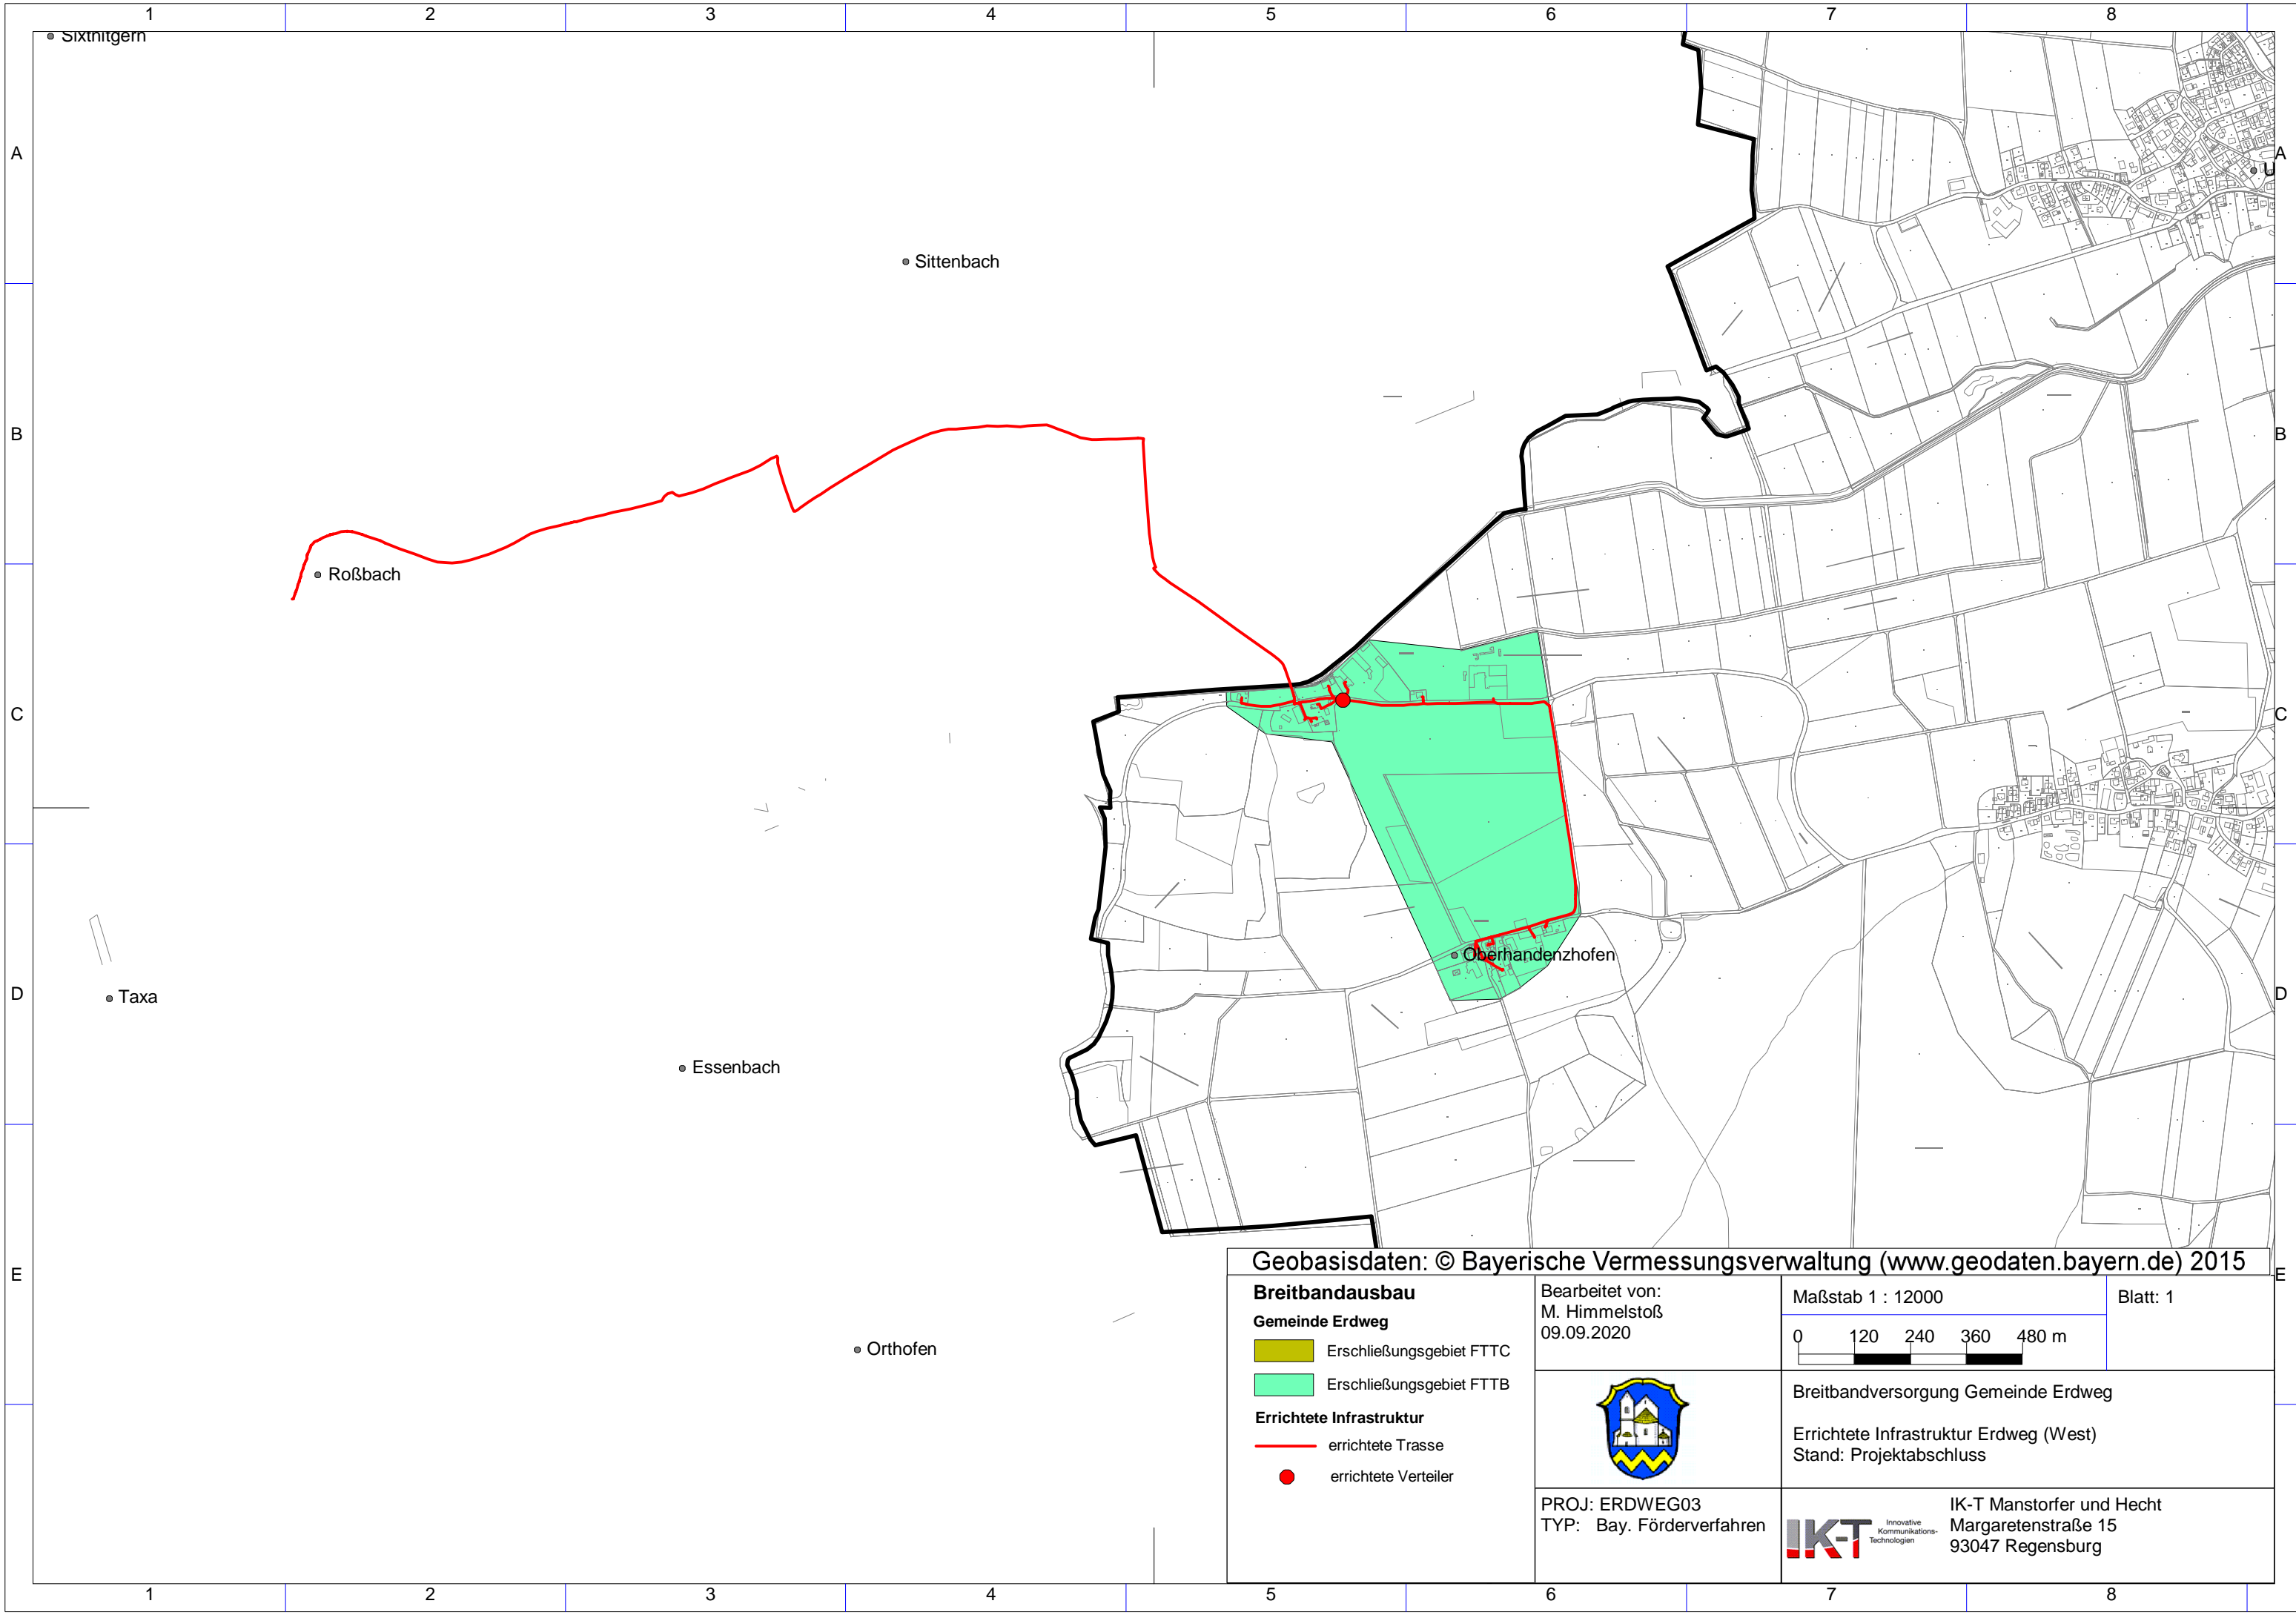 1 2 3 4 5 6 7 8
Sixtnitgern
A A
U
Sittenbach
B B
Roßbach
C C
Oberhandenzhofen
D D
Taxa
Essenbach
E E
Orthofen
Geobasisdaten: © Bayerische Vermessungsverwaltung (www.geodaten.bayern.de) 2015
Breitbandausbau
Gemeinde Erdweg
Erschließungsgebiet FTTC
Erschließungsgebiet FTTB
Errichtete Infrastruktur
errichtete Trasse
errichtete Verteiler
Bearbeitet von:
M. Himmelstoß
09.09.2020
Maßstab 1 : 12000
0 120 240 360 480 m
Blatt: 1
Breitbandversorgung Gemeinde Erdweg
Errichtete Infrastruktur Erdweg (West)
Stand: Projektabschluss
PROJ: ERDWEG03
TYP: Bay. Förderverfahren
IK-T
Innovative
Kommunikations-
Technologien
IK-T Manstorfer und Hecht
Margaretenstraße 15
93047 Regensburg
1 2 3 4 5 6 7 8